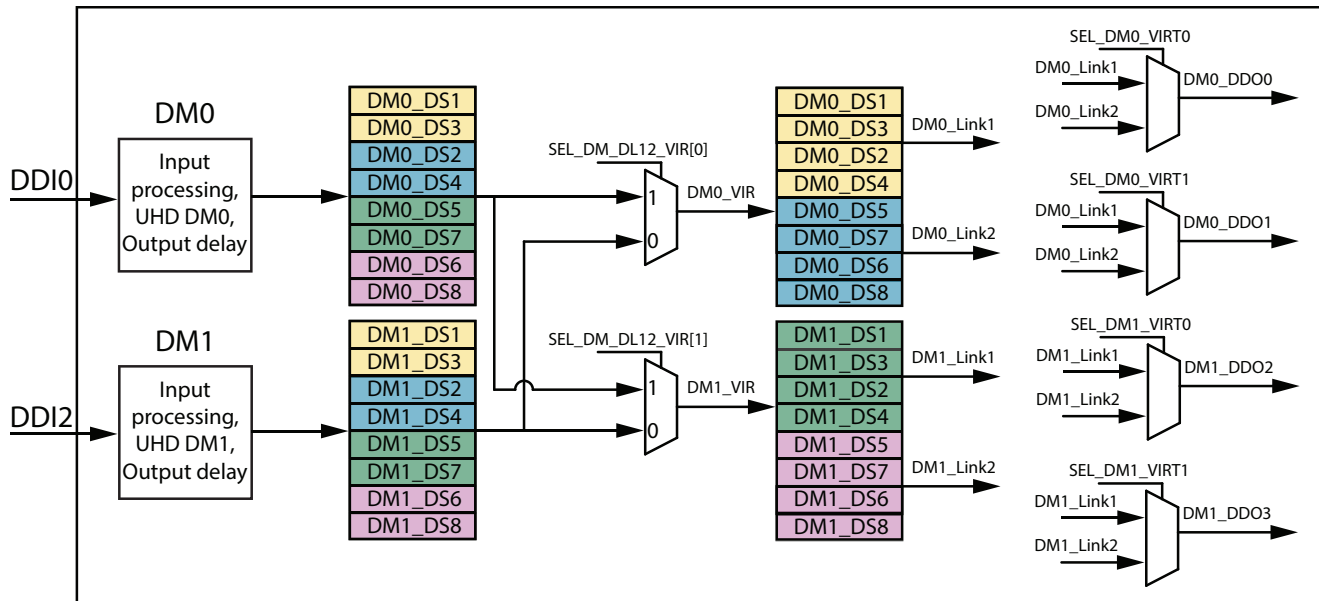 DDI0
DM0
Input
processing,
UHD DM0,
Output delay
DM0_DS1
DM0_DS3
DM0_DS2
DM0_DS4
DM0_DS5
DM0_DS7
DM0_DS6
DM0_DS8
SEL_DM_DL12_VIR[0]
1
0
DM0_VIR
DM0_DS1
DM0_DS3
DM0_DS2
DM0_DS4
DM0_DS5
DM0_DS7
DM0_DS6
DM0_DS8
DM0_Link1
DM0_Link2
SEL_DM0_VIRT0
DM0_Link1
DM0_Link2
DM0_DDO0
SEL_DM0_VIRT1
DM0_Link1
DM0_Link2
DM0_DDO1
DDI2
DM1
Input
processing,
UHD DM1,
Output delay
DM1_DS1
DM1_DS3
DM1_DS2
DM1_DS4
DM1_DS5
DM1_DS7
DM1_DS6
DM1_DS8
SEL_DM_DL12_VIR[1]
1
0
DM1_VIR
DM1_DS1
DM1_DS3
DM1_DS2
DM1_DS4
DM1_DS5
DM1_DS7
DM1_DS6
DM1_DS8
DM1_Link1
DM1_Link2
SEL_DM1_VIRT0
DM1_Link1
DM1_Link2
DM1_DDO2
SEL_DM1_VIRT1
DM1_Link1
DM1_Link2
DM1_DDO3